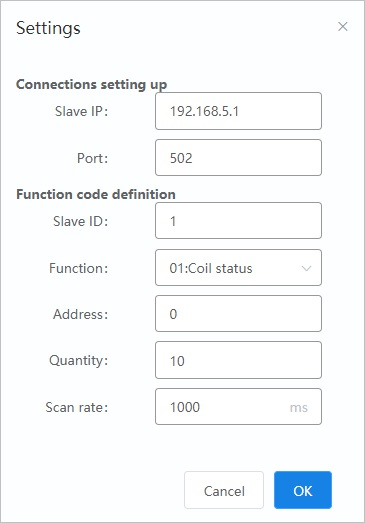 Settings
Connections setting up
Slave IP: 192.168.5.1
Port: 502
Function code definition
Slave ID: 1
Function: 01:Coil status
Address: 0
Quantity: 10
Scan rate: 1000 ms
Cancel OK